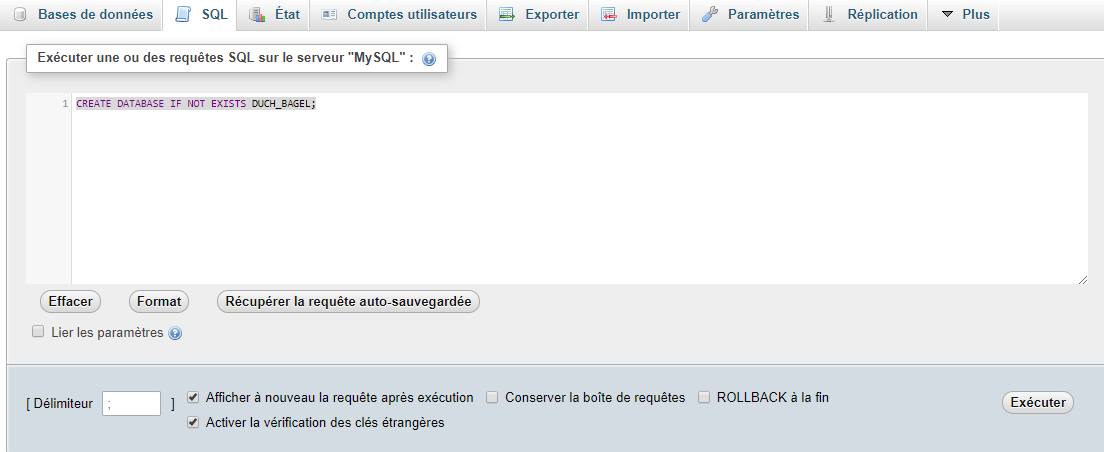 Bases de données SQL État Comptes utilisateurs Exporter Importer Paramètres Réplication Plus
Exécuter une ou des requêtes SQL sur le serveur "MySQL" :
1 CREATE DATABASE IF NOT EXISTS DUCH_BAGEL;
Effacer Format Récupérer la requête auto-sauvegardée
Lier les paramètres
[ Délimiteur ; ] Afficher à nouveau la requête après exécution Conserver la boîte de requêtes ROLLBACK à la fin Exécuter
Activer la vérification des clés étrangères